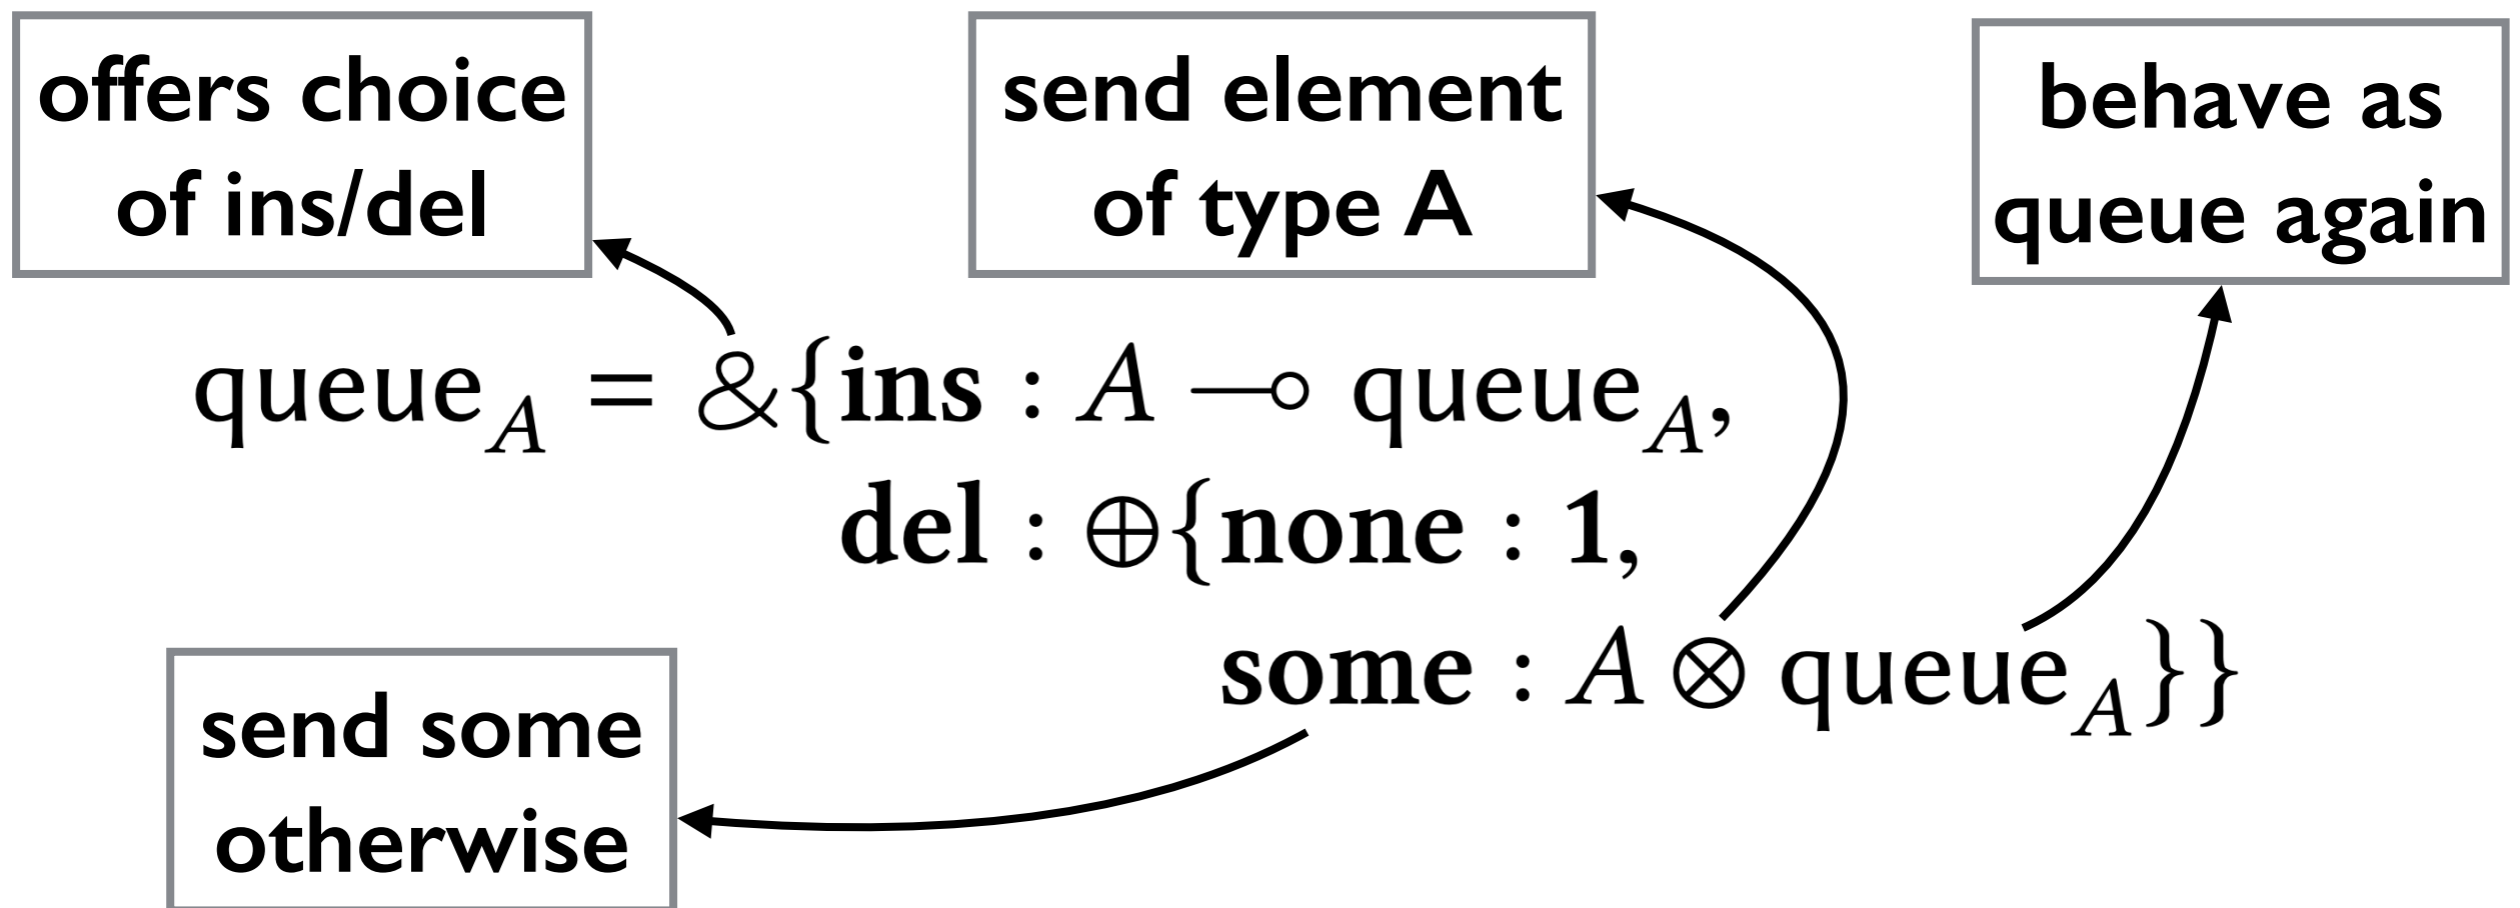 offers choice
of ins/del
send element
of type A
behave as
queue again
queue_A = &{ins : A ⊸ queue_A,
del : ⊕{none : 1,
some : A ⊗ queue_A}}
send some
otherwise